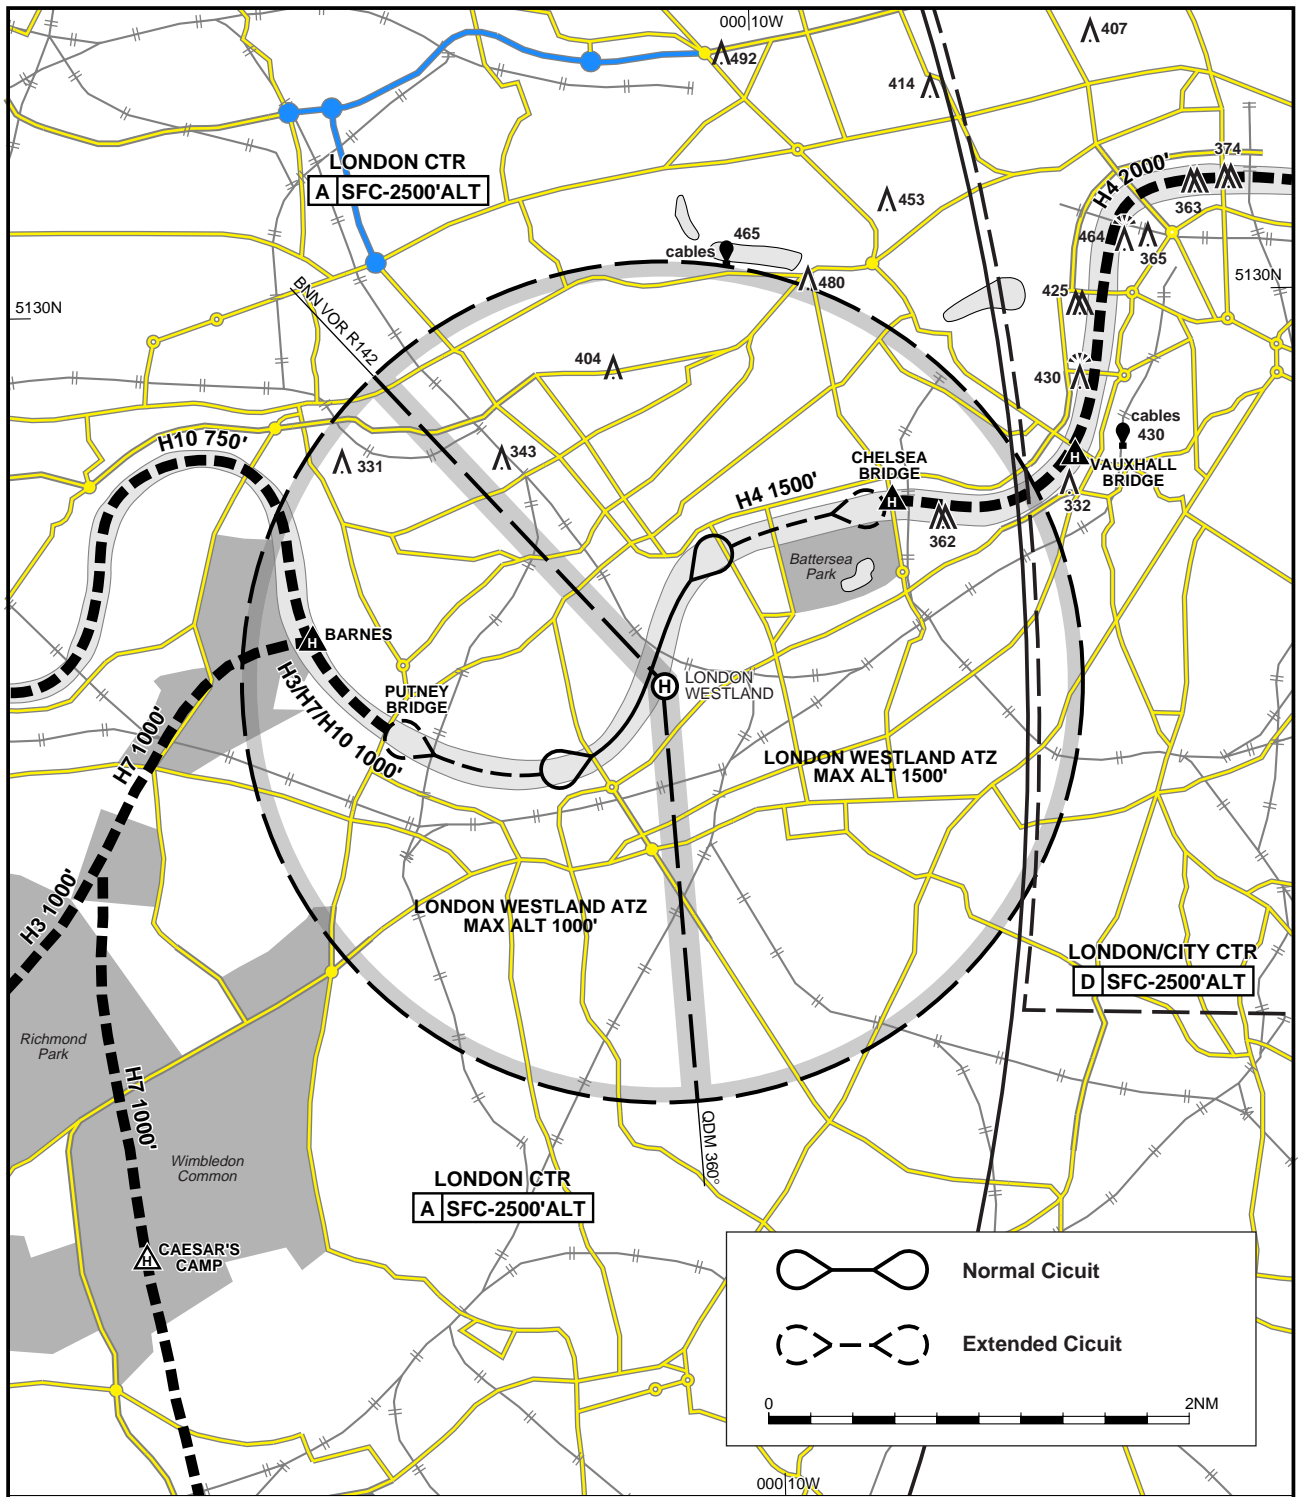 000 10W
407
492
414
LONDON CTR
A SFC-2500'ALT
374
H4 2000'
363
453
465
cables
464
365
5130N
480
425
5130N
BNN VOR R142
404
430
cables
430
H10 750'
331
343
CHELSEA
BRIDGE
VAUXHALL
BRIDGE
H4 1500'
332
362
Battersea
Park
BARNES
H3/H7/H10 1000'
PUTNEY
BRIDGE
LONDON
WESTLAND
H7 1000'
LONDON WESTLAND ATZ
MAX ALT 1500'
H3 1000'
LONDON WESTLAND ATZ
MAX ALT 1000'
LONDON/CITY CTR
D SFC-2500'ALT
Richmond
Park
H7 1000'
QDM 360°
Wimbledon
Common
LONDON CTR
A SFC-2500'ALT
CAESAR'S
CAMP
Normal Cicuit
Extended Cicuit
0 2NM
000 10W
H
H
H
H
H